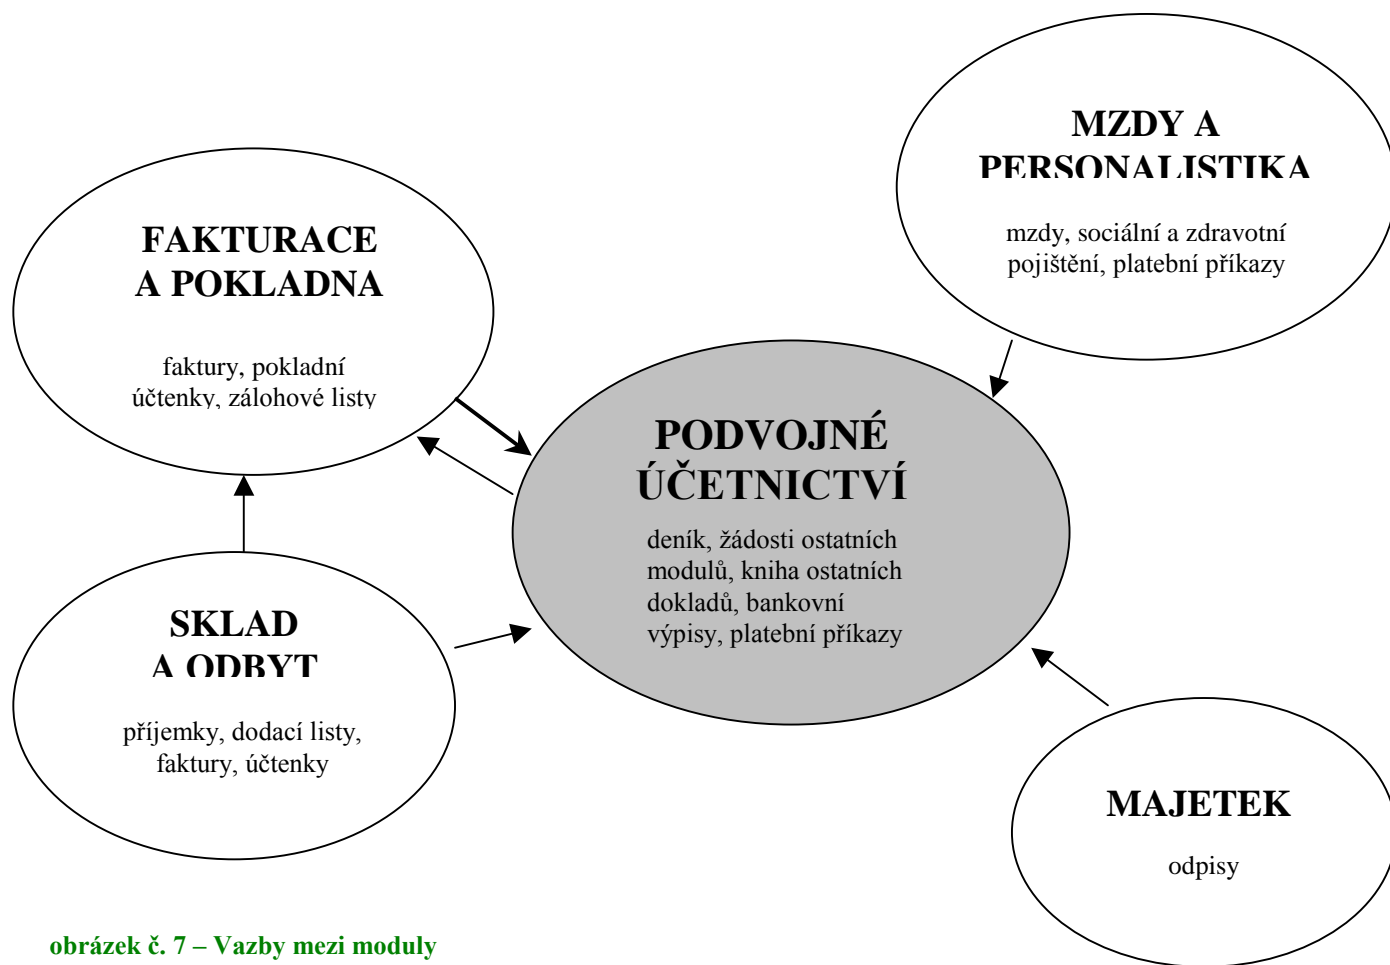 MZDY A
PERSONALISTIKA
mzdy, sociální a zdravotní
pojištění, platební příkazy
FAKTURACE
A POKLADNA
faktury, pokladní
účtenky, zálohové listy
PODVOJNÉ
ÚČETNICTVÍ
deník, žádosti ostatních
modulů, kniha ostatních
dokladů, bankovní
výpisy, platební příkazy
SKLAD
A ODBYT
příjemky, dodací listy,
faktury, účtenky
MAJETEK
odpisy
obrázek č. 7 – Vazby mezi moduly